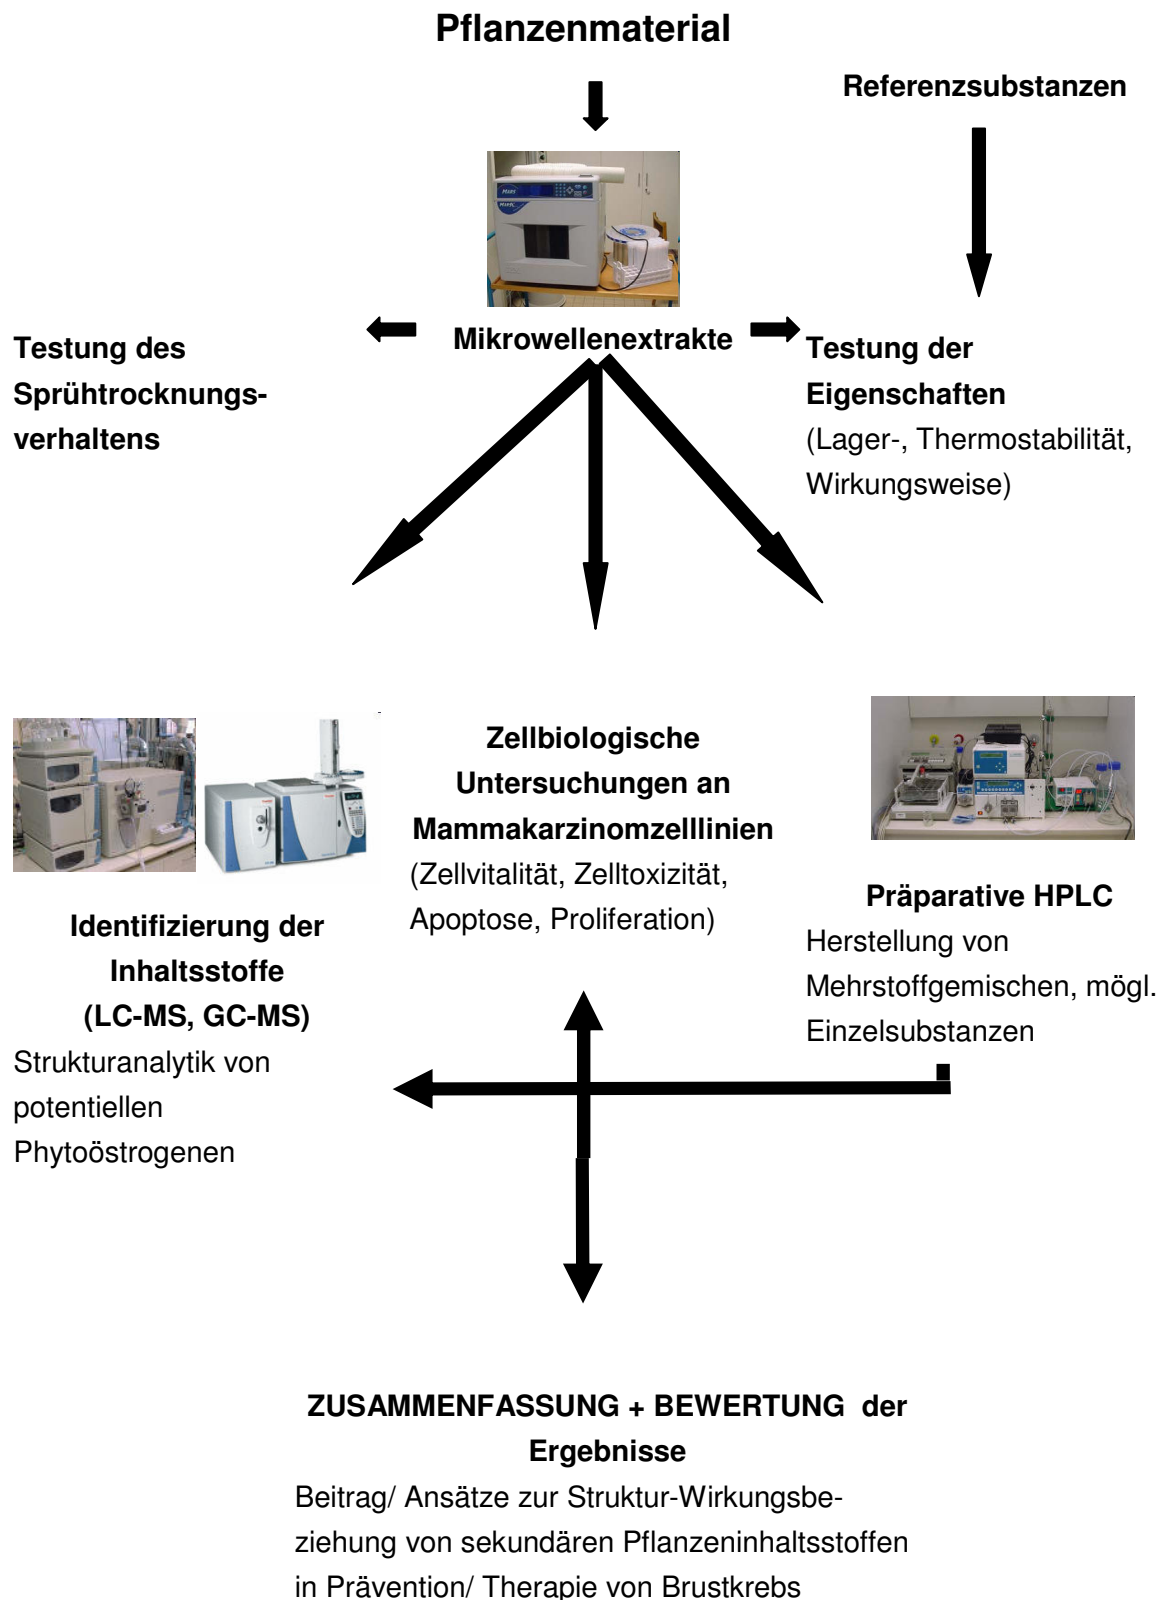 Pflanzenmaterial
Referenzsubstanzen
Mikrowellenextrakte
Testung des
Sprühtrocknungs-
verhaltens
Testung der
Eigenschaften
(Lager-, Thermostabilität,
Wirkungsweise)
Zellbiologische
Untersuchungen an
Mammakarzinomzelllinien
(Zellvitalität, Zelltoxizität,
Apoptose, Proliferation)
Identifizierung der
Inhaltsstoffe
(LC-MS, GC-MS)
Strukturanalytik von
potentiellen
Phytoöstrogenen
Präparative HPLC
Herstellung von
Mehrstoffgemischen, mögl.
Einzelsubstanzen
ZUSAMMENFASSUNG + BEWERTUNG der
Ergebnisse
Beitrag/ Ansätze zur Struktur-Wirkungsbe-
ziehung von sekundären Pflanzeninhaltsstoffen
in Prävention/ Therapie von Brustkrebs